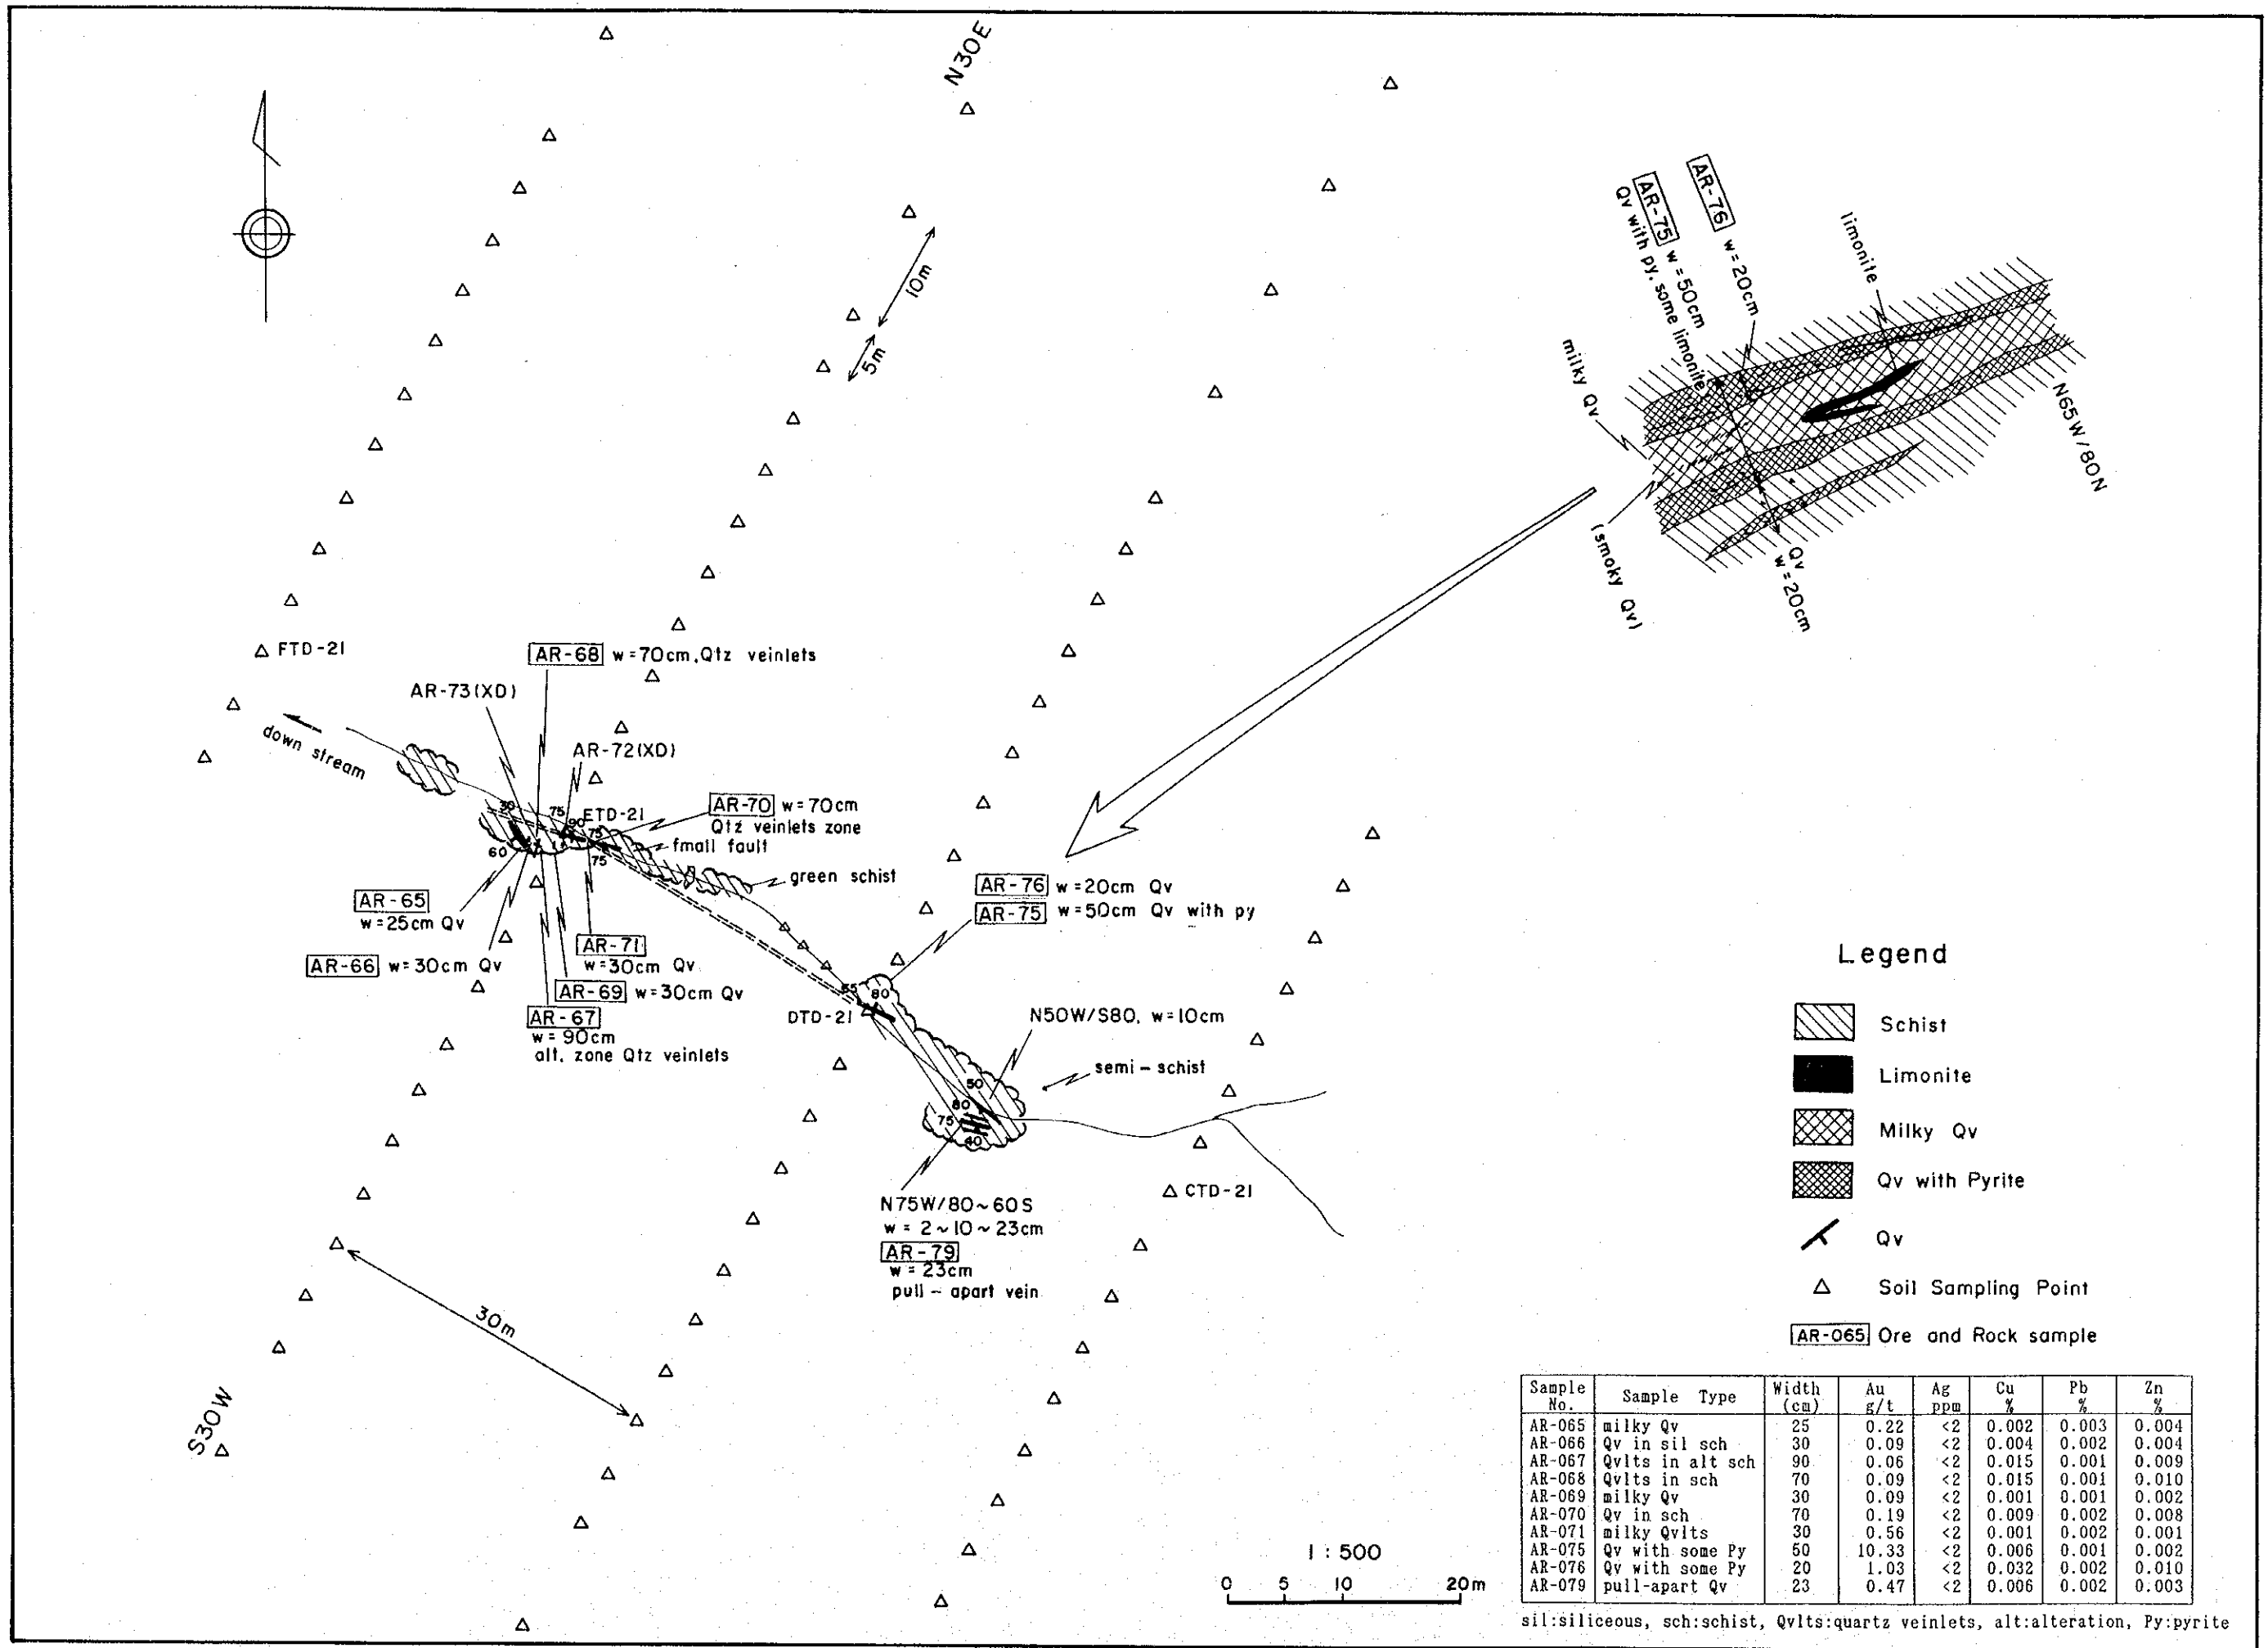 N30E
10m
5m
AR-76 w=20cm
AR-75 w=50cm
Qv with py, some limonite
limonite
milky Qv
(smoky Qv)
Qv
w=20cm
N65W/80N
FTD-21
AR-68 w=70cm, Qtz veinlets
AR-73(XD)
down stream
AR-72(XD)
30
75
90
ETD-21
75
AR-70 w=70cm
Qtz veinlets zone
fmall fault
60
75
green schist
AR-65
w=25cm Qv
AR-76 w=20cm Qv
AR-75 w=50cm Qv with py
AR-71
w=30cm Qv
AR-66 w=30cm Qv
AR-69 w=30cm Qv
AR-67
w=90cm
alt. zone Qtz veinlets
80
DTD-21
N50W/S80, w=10cm
semi-schist
50
80
75
40
CTD-21
N75W/80~60S
w=2~10~23cm
AR-79
w=23cm
pull-apart vein
30m
S30W
Legend
Schist
Limonite
Milky Qv
Qv with Pyrite
Qv
Soil Sampling Point
AR-065 Ore and Rock sample
1:500
0 5 10 20m
Sample No. Sample Type Width (cm) Au g/t Ag ppm Cu % Pb % Zn %
AR-065 milky Qv 25 0.22 <2 0.002 0.003 0.004
AR-066 Qv in sil sch 30 0.09 <2 0.004 0.002 0.004
AR-067 Qvlts in alt sch 90 0.06 <2 0.015 0.001 0.009
AR-068 Qvlts in sch 70 0.09 <2 0.015 0.001 0.010
AR-069 milky Qv 30 0.09 <2 0.001 0.001 0.002
AR-070 Qv in sch 70 0.19 <2 0.009 0.002 0.008
AR-071 milky Qvlts 30 0.56 <2 0.001 0.002 0.001
AR-075 Qv with some Py 50 10.33 <2 0.006 0.001 0.002
AR-076 Qv with some Py 20 1.03 <2 0.032 0.002 0.010
AR-079 pull-apart Qv 23 0.47 <2 0.006 0.002 0.003
sil:siliceous, sch:schist, Qvlts:quartz veinlets, alt:alteration, Py:pyrite